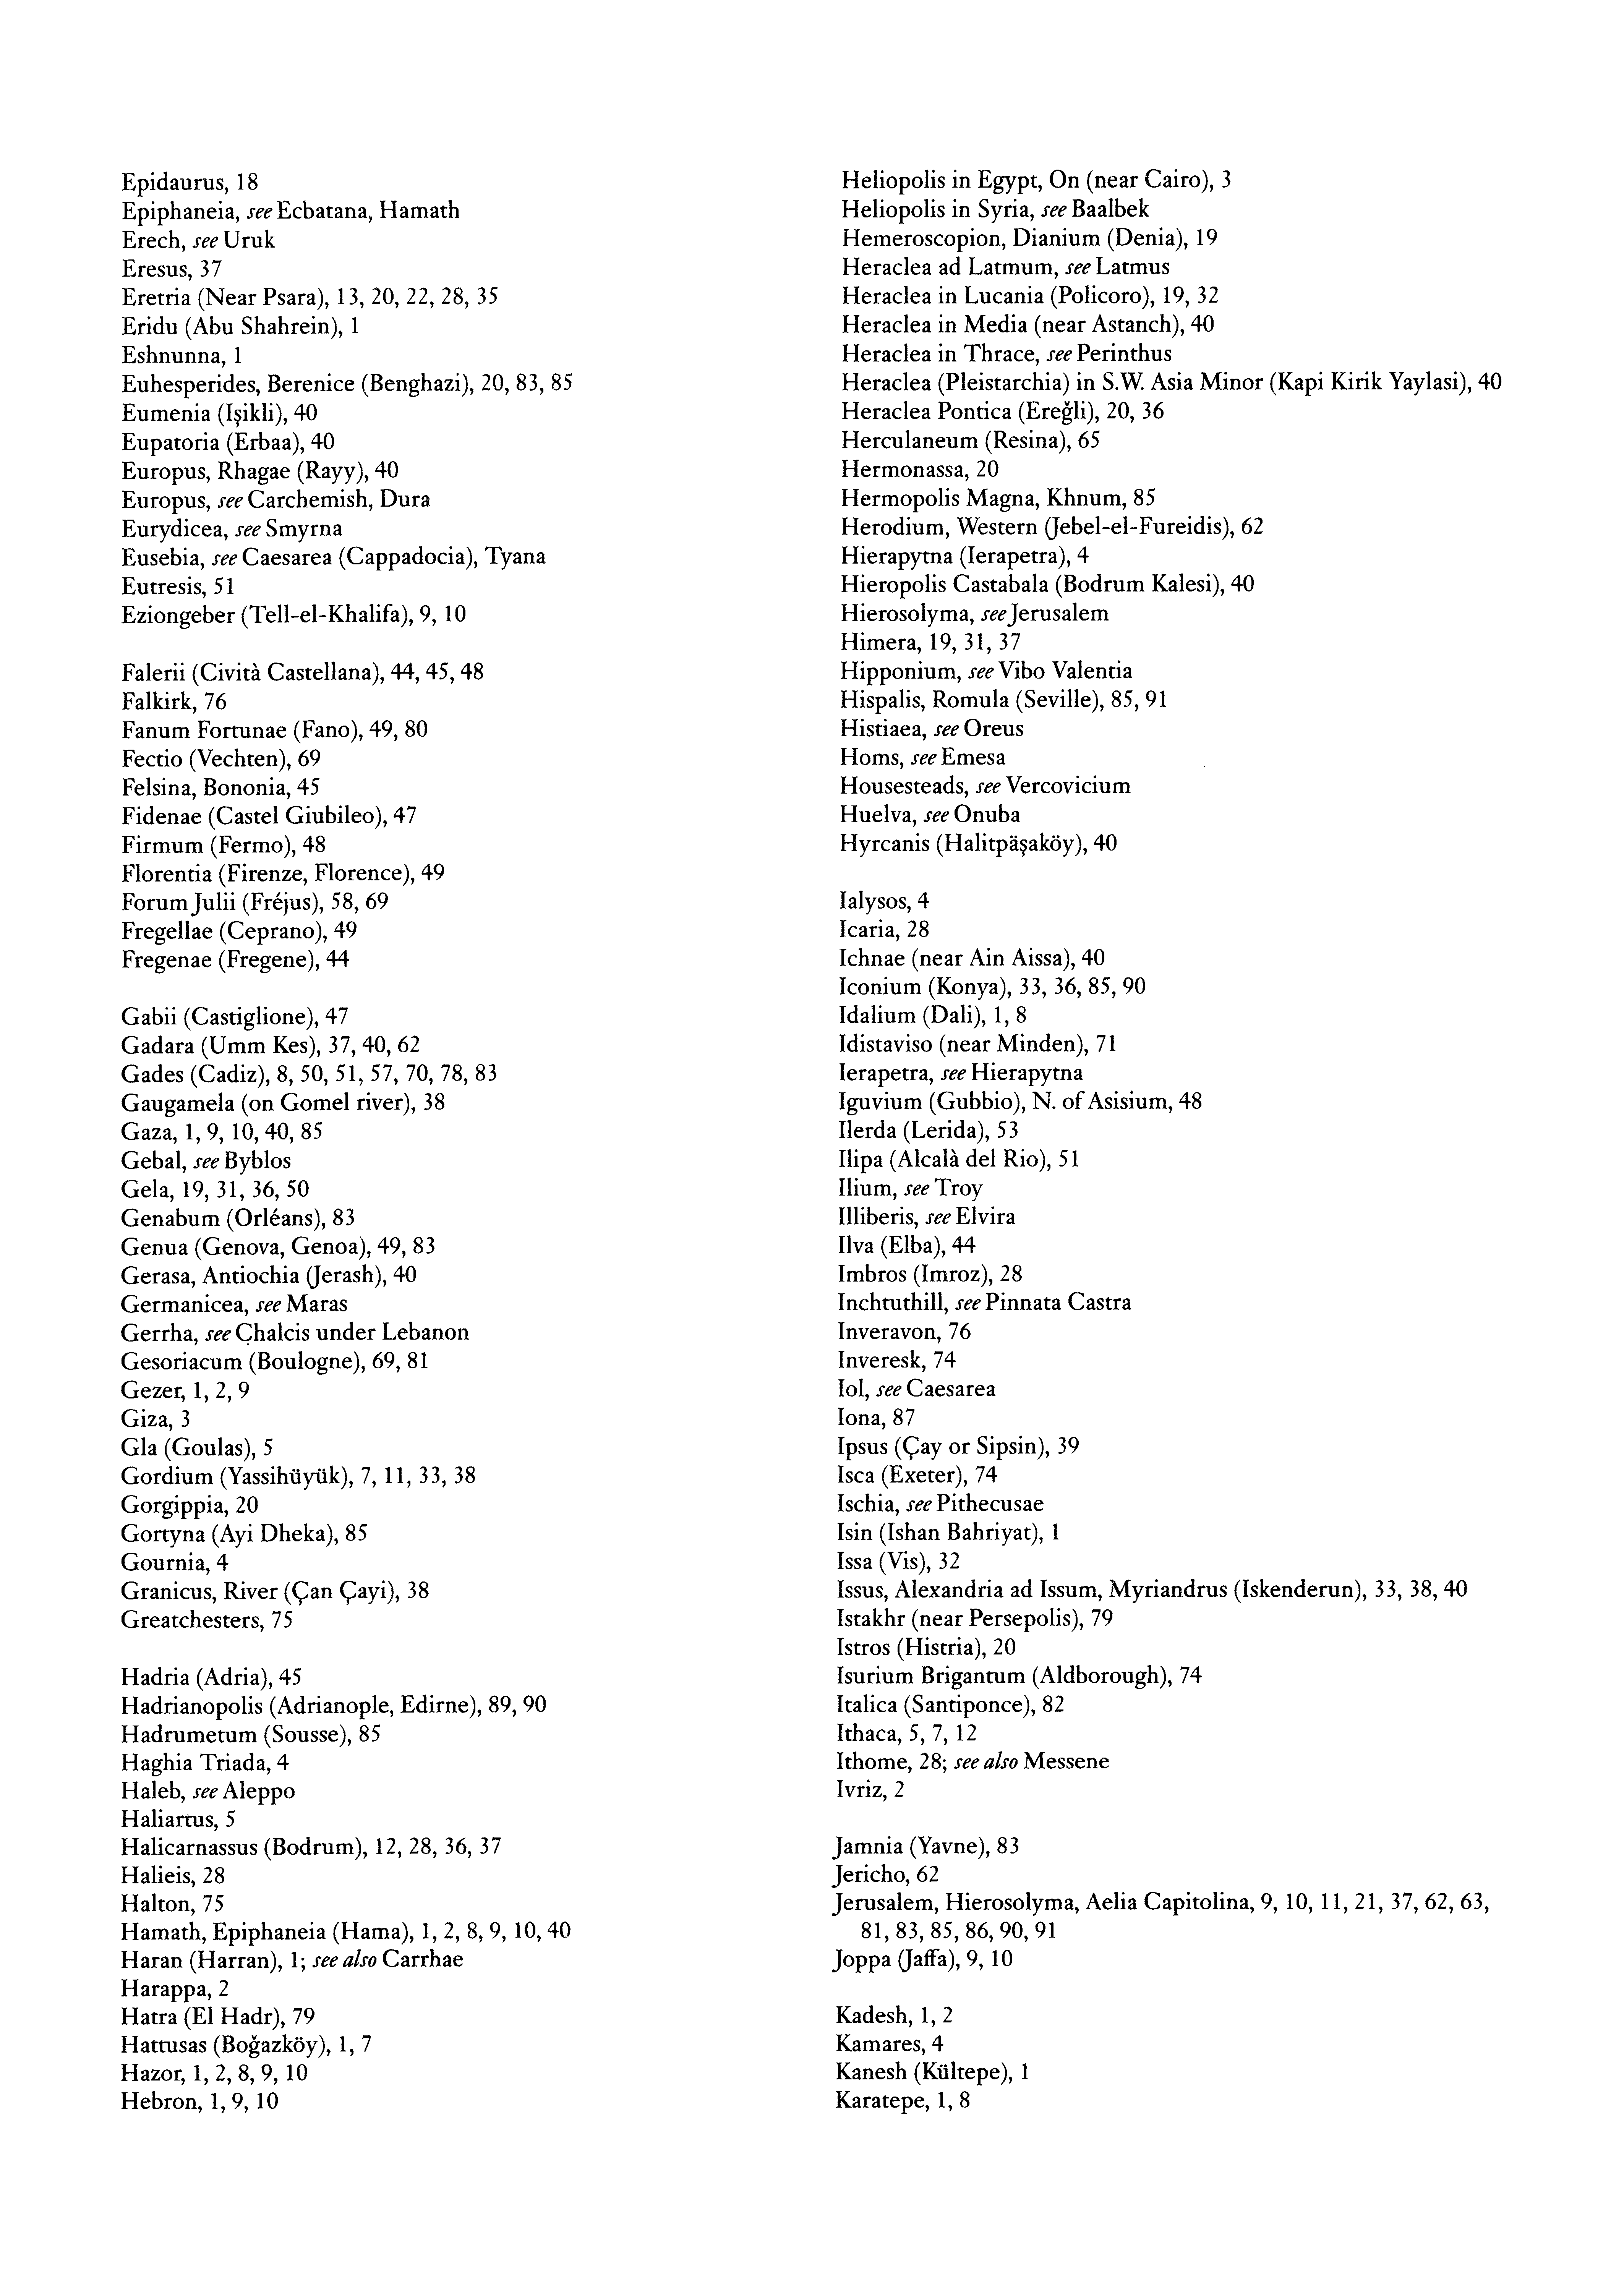 Epidaurus, 18
Epiphaneia, see Ecbatana, Hamath
Erech, see Uruk
Eresus, 37
Eretria (Near Psara), 13, 20, 22, 28, 35
Eridu (Abu Shahrein), 1
Eshnunna, 1
Euhesperides, Berenice (Benghazi), 20, 83, 85
Eumenia (Işikli), 40
Eupatoria (Erbaa), 40
Europus, Rhagae (Rayy), 40
Europus, see Carchemish, Dura
Eurydicea, see Smyrna
Eusebia, see Caesarea (Cappadocia), Tyana
Eutresis, 51
Eziongeber (Tell-el-Khalifa), 9, 10

Falerii (Cività Castellana), 44, 45, 48
Falkirk, 76
Fanum Fortunae (Fano), 49, 80
Fectio (Vechten), 69
Felsina, Bononia, 45
Fidenae (Castel Giubileo), 47
Firmum (Fermo), 48
Florentia (Firenze, Florence), 49
Forum Julii (Fréjus), 58, 69
Fregellae (Ceprano), 49
Fregenae (Fregene), 44

Gabii (Castiglione), 47
Gadara (Umm Kes), 37, 40, 62
Gades (Cadiz), 8, 50, 51, 57, 70, 78, 83
Gaugamela (on Gomel river), 38
Gaza, 1, 9, 10, 40, 85
Gebal, see Byblos
Gela, 19, 31, 36, 50
Genabum (Orléans), 83
Genua (Genova, Genoa), 49, 83
Gerasa, Antiochia (Jerash), 40
Germanicea, see Maras
Gerrha, see Chalcis under Lebanon
Gesoriacum (Boulogne), 69, 81
Gezer, 1, 2, 9
Giza, 3
Gla (Goulas), 5
Gordium (Yassihüyük), 7, 11, 33, 38
Gorgippia, 20
Gortyna (Ayi Dheka), 85
Gournia, 4
Granicus, River (Çan Çayi), 38
Greatchesters, 75

Hadria (Adria), 45
Hadrianopolis (Adrianople, Edirne), 89, 90
Hadrumetum (Sousse), 85
Haghia Triada, 4
Haleb, see Aleppo
Haliartus, 5
Halicarnassus (Bodrum), 12, 28, 36, 37
Halieis, 28
Halton, 75
Hamath, Epiphaneia (Hama), 1, 2, 8, 9, 10, 40
Haran (Harran), 1; see also Carrhae
Harappa, 2
Hatra (El Hadr), 79
Hattusas (Boğazköy), 1, 7
Hazor, 1, 2, 8, 9, 10
Hebron, 1, 9, 10

Heliopolis in Egypt, On (near Cairo), 3
Heliopolis in Syria, see Baalbek
Hemeroscopion, Dianium (Denia), 19
Heraclea ad Latmum, see Latmus
Heraclea in Lucania (Policoro), 19, 32
Heraclea in Media (near Astanch), 40
Heraclea in Thrace, see Perinthus
Heraclea (Pleistarchia) in S.W. Asia Minor (Kapi Kirik Yaylasi), 40
Heraclea Pontica (Ereğli), 20, 36
Herculaneum (Resina), 65
Hermonassa, 20
Hermopolis Magna, Khnum, 85
Herodium, Western (Jebel-el-Fureidis), 62
Hierapytna (Ierapetra), 4
Hieropolis Castabala (Bodrum Kalesi), 40
Hierosolyma, see Jerusalem
Himera, 19, 31, 37
Hipponium, see Vibo Valentia
Hispalis, Romula (Seville), 85, 91
Histiaea, see Oreus
Homs, see Emesa
Housesteads, see Vercovicium
Huelva, see Onuba
Hyrcanis (Halitpäşaköy), 40

Ialysos, 4
Icaria, 28
Ichnae (near Ain Aissa), 40
Iconium (Konya), 33, 36, 85, 90
Idalium (Dali), 1, 8
Idistaviso (near Minden), 71
Ierapetra, see Hierapytna
Iguvium (Gubbio), N. of Asisium, 48
Ilerda (Lerida), 53
Ilipa (Alcalà del Rio), 51
Ilium, see Troy
Illiberis, see Elvira
Ilva (Elba), 44
Imbros (Imroz), 28
Inchtuthill, see Pinnata Castra
Inveravon, 76
Inveresk, 74
Iol, see Caesarea
Iona, 87
Ipsus (Çay or Sipsin), 39
Isca (Exeter), 74
Ischia, see Pithecusae
Isin (Ishan Bahriyat), 1
Issa (Vis), 32
Issus, Alexandria ad Issum, Myriandrus (Iskenderun), 33, 38, 40
Istakhr (near Persepolis), 79
Istros (Histria), 20
Isurium Brigantum (Aldborough), 74
Italica (Santiponce), 82
Ithaca, 5, 7, 12
Ithome, 28; see also Messene
Ivriz, 2

Jamnia (Yavne), 83
Jericho, 62
Jerusalem, Hierosolyma, Aelia Capitolina, 9, 10, 11, 21, 37, 62, 63,
81, 83, 85, 86, 90, 91
Joppa (Jaffa), 9, 10

Kadesh, 1, 2
Kamares, 4
Kanesh (Kültepe), 1
Karatepe, 1, 8